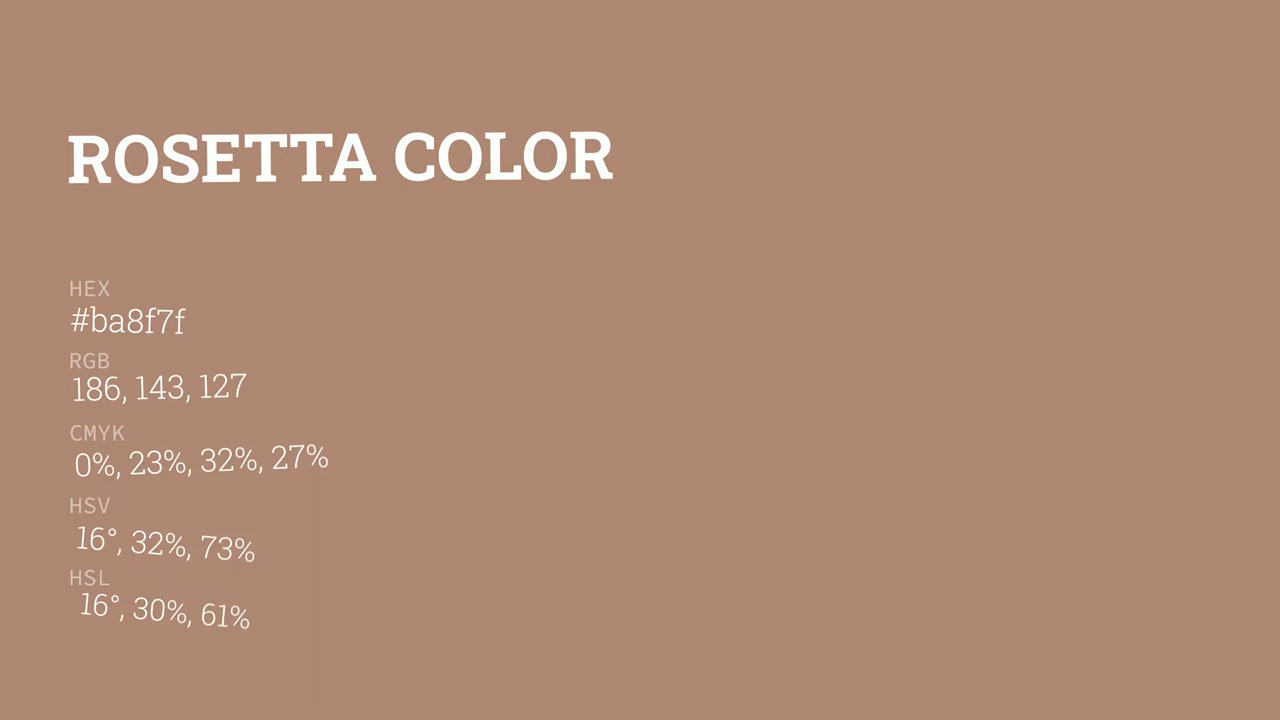 ROSETTA COLOR
HEX
#ba8f7f
RGB
186, 143, 127
CMYK
0%, 23%, 32%, 27%
HSV
16°, 32%, 73%
HSL
16°, 30%, 61%